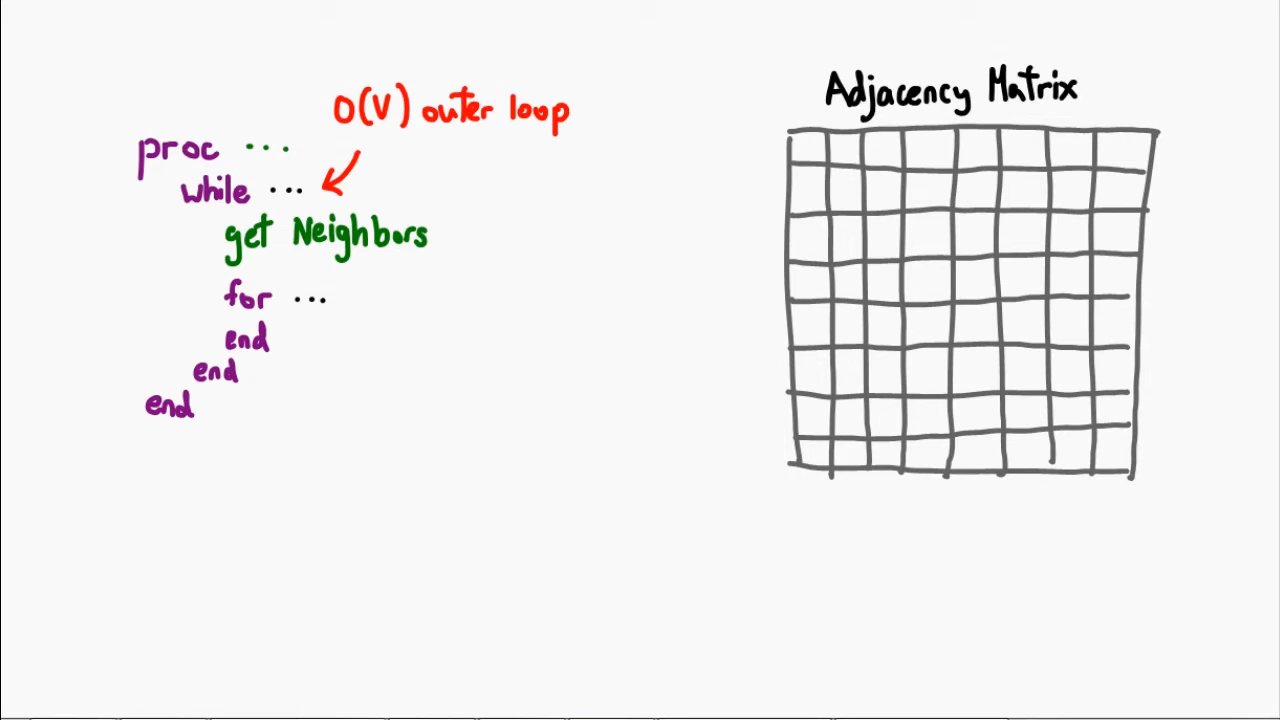 O(V) outer loop
proc ...
while ...
get Neighbors
for ...
end
end
end
Adjacency Matrix